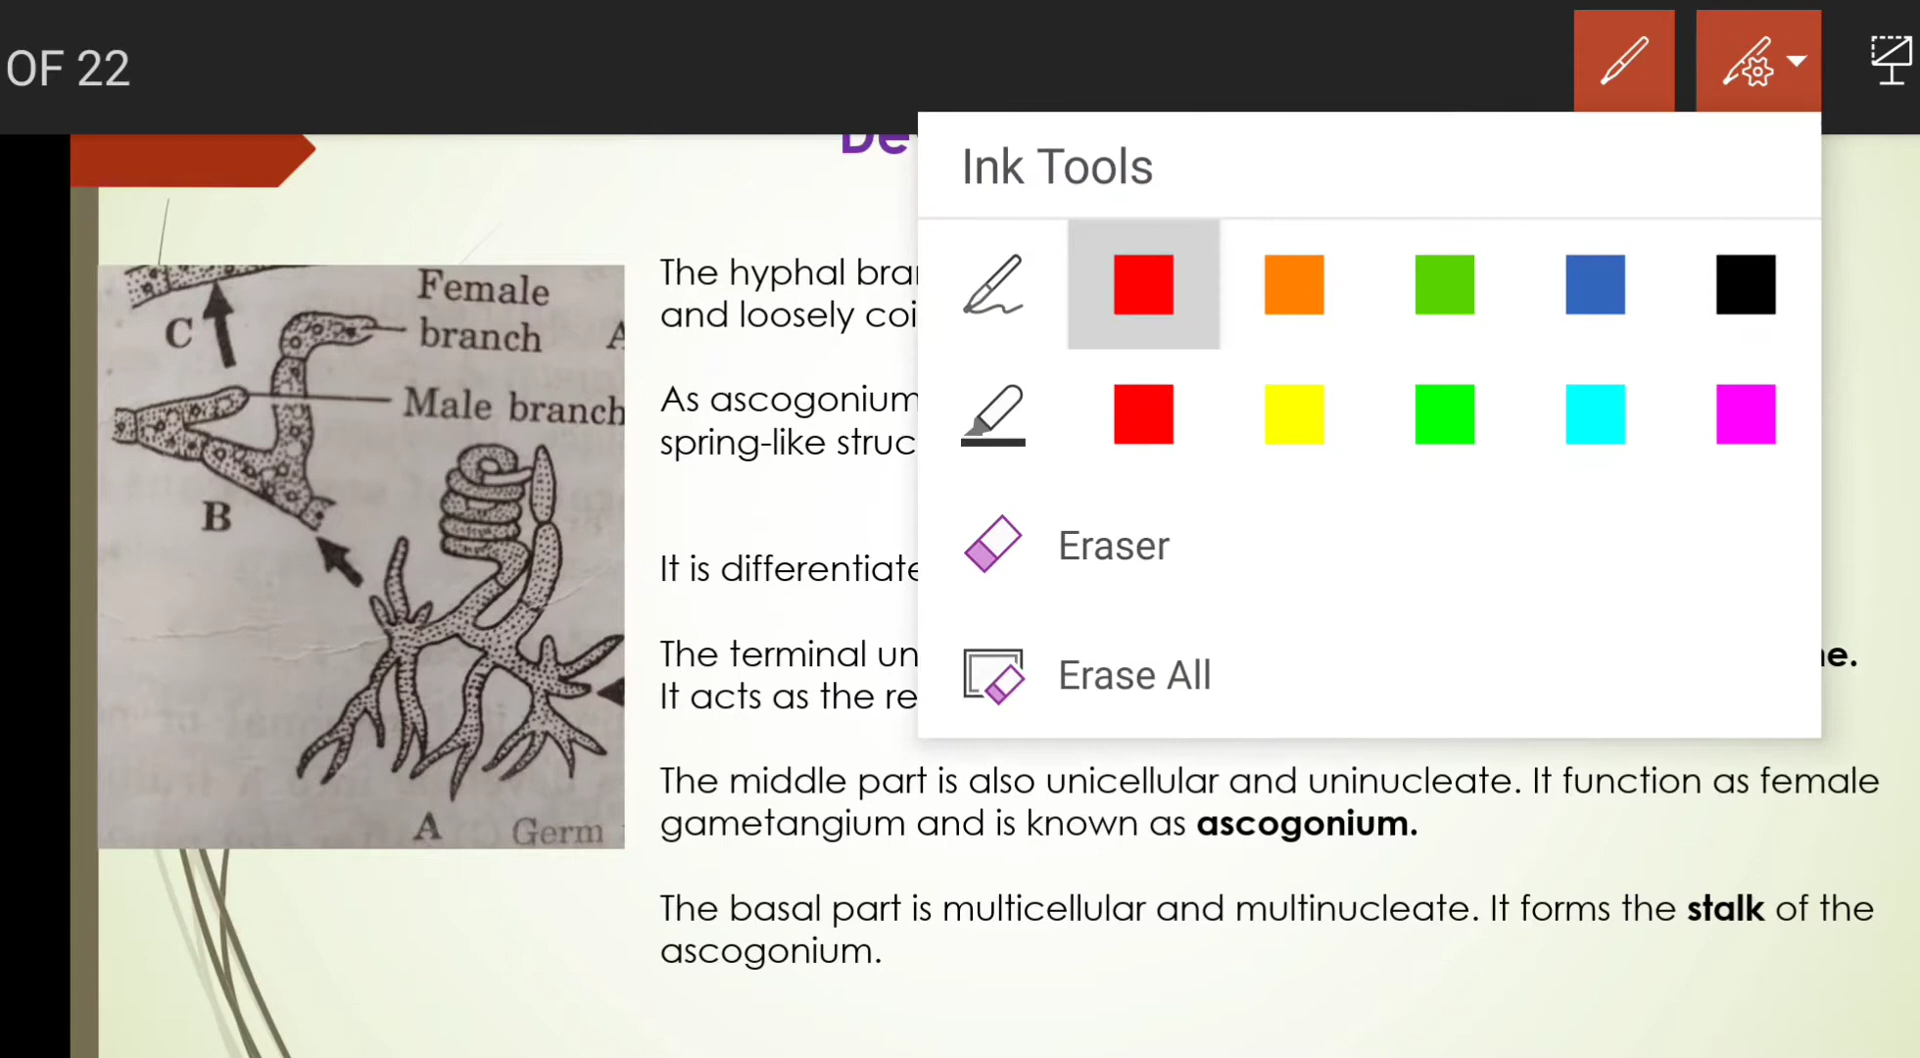 OF 22
De
Ink Tools
Eraser
Erase All
Female
branch
C
A
Male branch
B
A
Germ
The hyphal bra
and loosely coi
As ascogonium
spring-like struc
It is differentiate
The terminal un
e.
It acts as the re
The middle part is also unicellular and uninucleate. It function as female
gametangium and is known as ascogonium.
The basal part is multicellular and multinucleate. It forms the stalk of the
ascogonium.